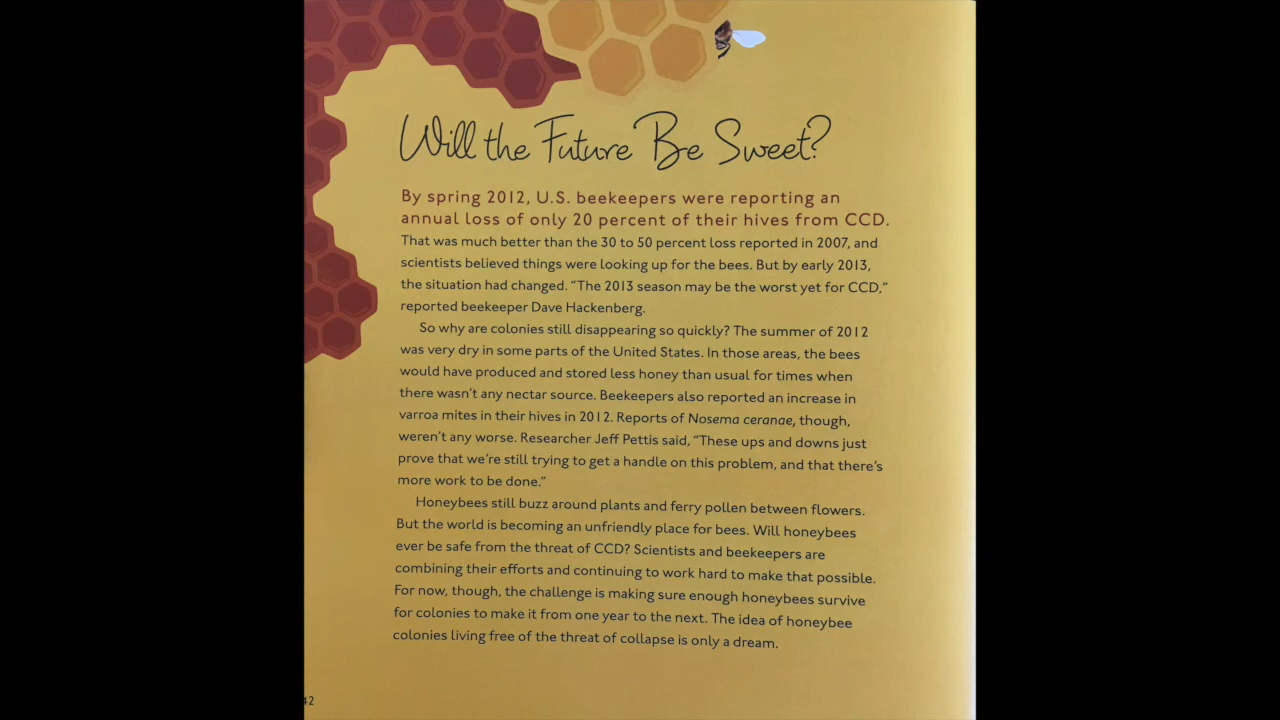 Will the Future Be Sweet?
By spring 2012, U.S. beekeepers were reporting an
annual loss of only 20 percent of their hives from CCD.
That was much better than the 30 to 50 percent loss reported in 2007, and
scientists believed things were looking up for the bees. But by early 2013,
the situation had changed. “The 2013 season may be the worst yet for CCD,”
reported beekeeper Dave Hackenberg.
So why are colonies still disappearing so quickly? The summer of 2012
was very dry in some parts of the United States. In those areas, the bees
would have produced and stored less honey than usual for times when
there wasn’t any nectar source. Beekeepers also reported an increase in
varroa mites in their hives in 2012. Reports of Nosema ceranae, though,
weren’t any worse. Researcher Jeff Pettis said, “These ups and downs just
prove that we’re still trying to get a handle on this problem, and that there’s
more work to be done.”
Honeybees still buzz around plants and ferry pollen between flowers.
But the world is becoming an unfriendly place for bees. Will honeybees
ever be safe from the threat of CCD? Scientists and beekeepers are
combining their efforts and continuing to work hard to make that possible.
For now, though, the challenge is making sure enough honeybees survive
for colonies to make it from one year to the next. The idea of honeybee
colonies living free of the threat of collapse is only a dream.
42